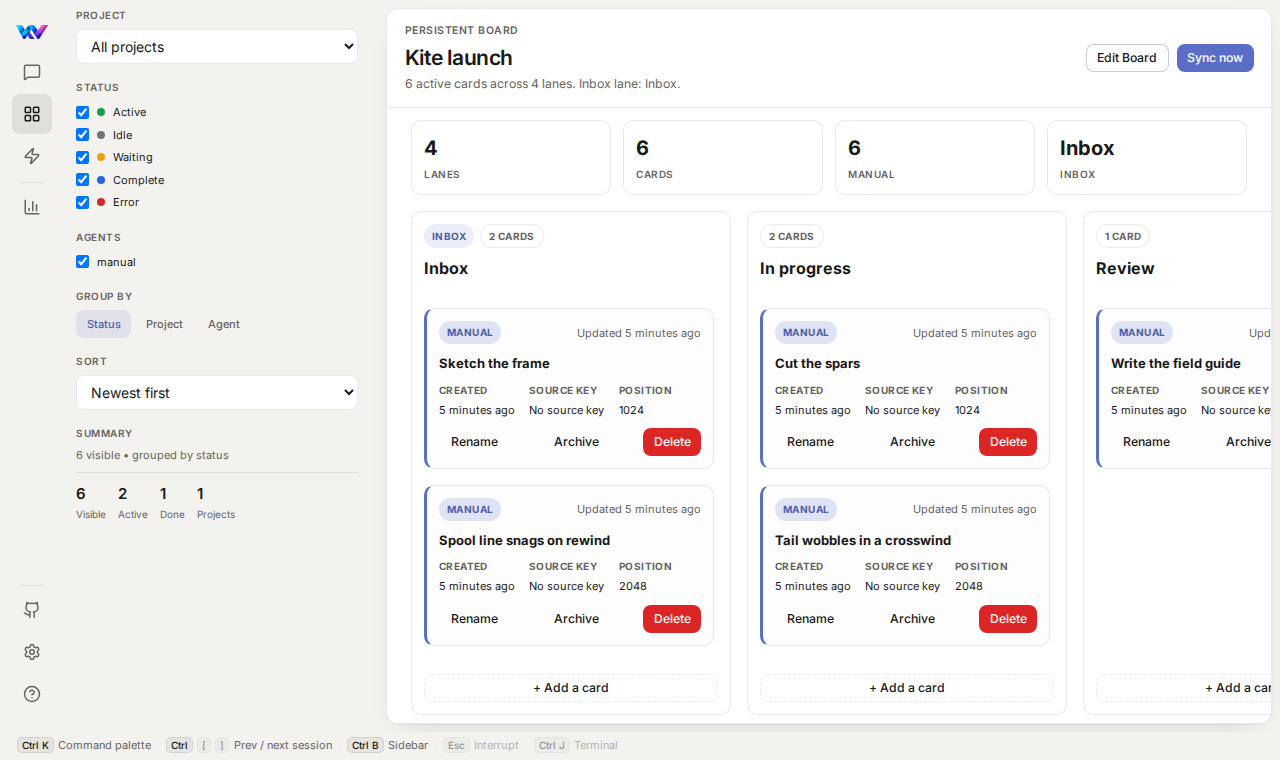 PROJECT
All projects
STATUS
Active
Idle
Waiting
Complete
Error
AGENTS
manual
GROUP BY
Status Project Agent
SORT
Newest first
SUMMARY
6 visible • grouped by status
6 2 1 1
Visible Active Done Projects
PERSISTENT BOARD
Kite launch
6 active cards across 4 lanes. Inbox lane: Inbox.
Edit Board Sync now
4
LANES
6
CARDS
6
MANUAL
Inbox
INBOX
INBOX 2 CARDS
Inbox
MANUAL Updated 5 minutes ago
Sketch the frame
CREATED SOURCE KEY POSITION
5 minutes ago No source key 1024
Rename Archive Delete
MANUAL Updated 5 minutes ago
Spool line snags on rewind
CREATED SOURCE KEY POSITION
5 minutes ago No source key 2048
Rename Archive Delete
+ Add a card
2 CARDS
In progress
MANUAL Updated 5 minutes ago
Cut the spars
CREATED SOURCE KEY POSITION
5 minutes ago No source key 1024
Rename Archive Delete
MANUAL Updated 5 minutes ago
Tail wobbles in a crosswind
CREATED SOURCE KEY POSITION
5 minutes ago No source key 2048
Rename Archive Delete
+ Add a card
1 CARD
Review
MANUAL Upd
Write the field guide
CREATED SOURCE KEY
5 minutes ago No source key
Rename Archive
+ Add a car
Ctrl K Command palette Ctrl [ ] Prev / next session Ctrl B Sidebar Esc Interrupt Ctrl J Terminal